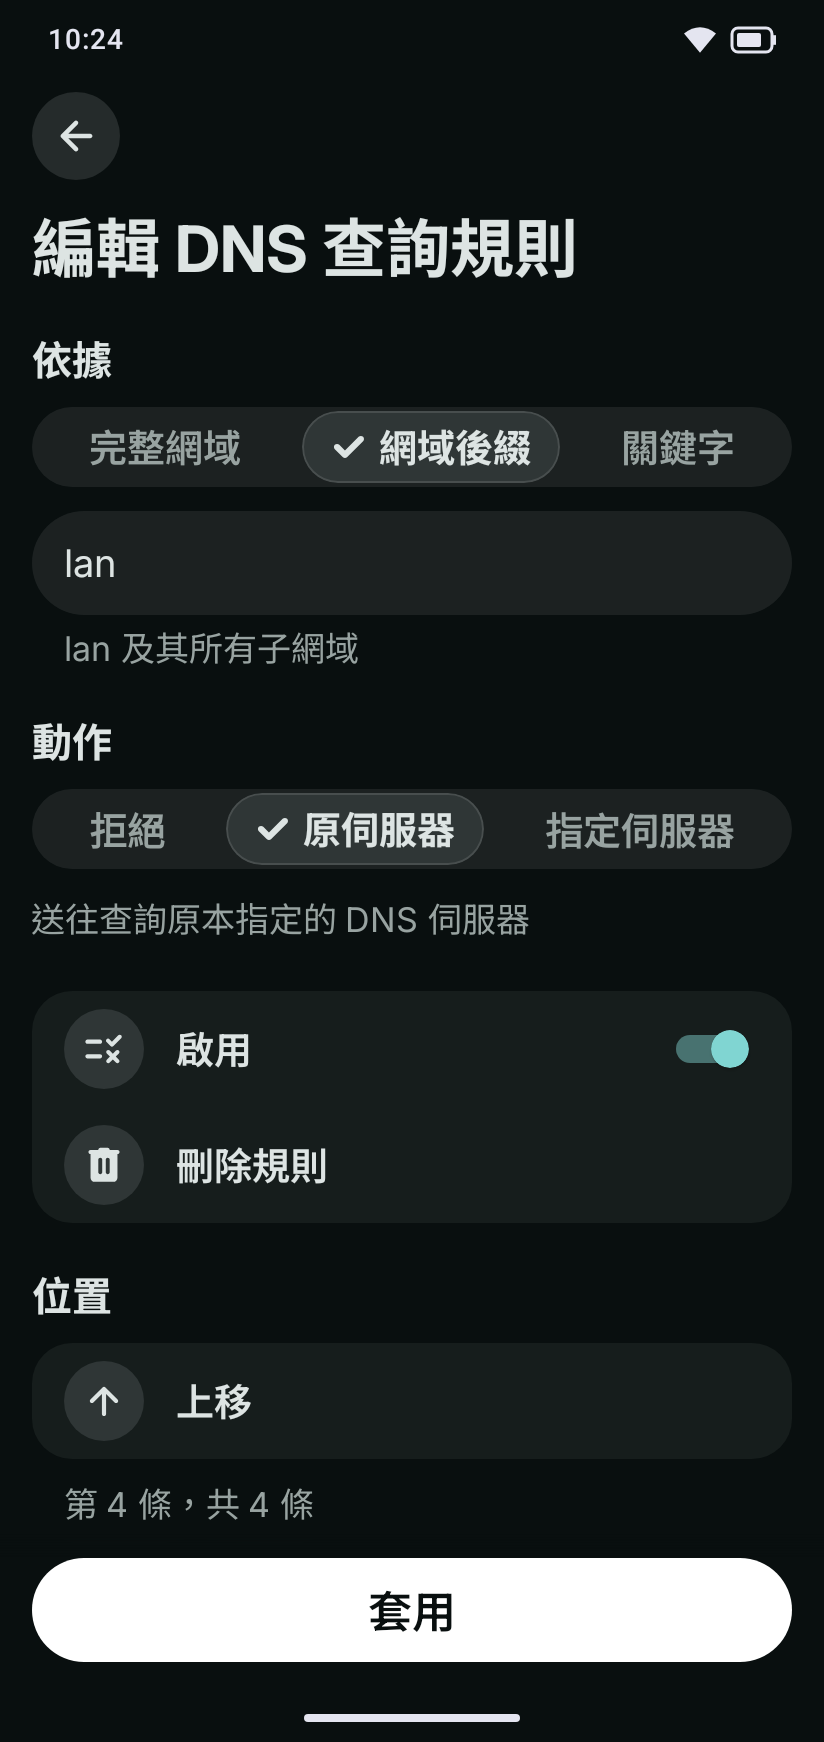 10:24
編輯 DNS 查詢規則
依據
完整網域 網域後綴 關鍵字
lan
lan 及其所有子網域
動作
拒絕 原伺服器 指定伺服器
送往查詢原本指定的 DNS 伺服器
啟用
刪除規則
位置
上移
第 4 條，共 4 條
套用